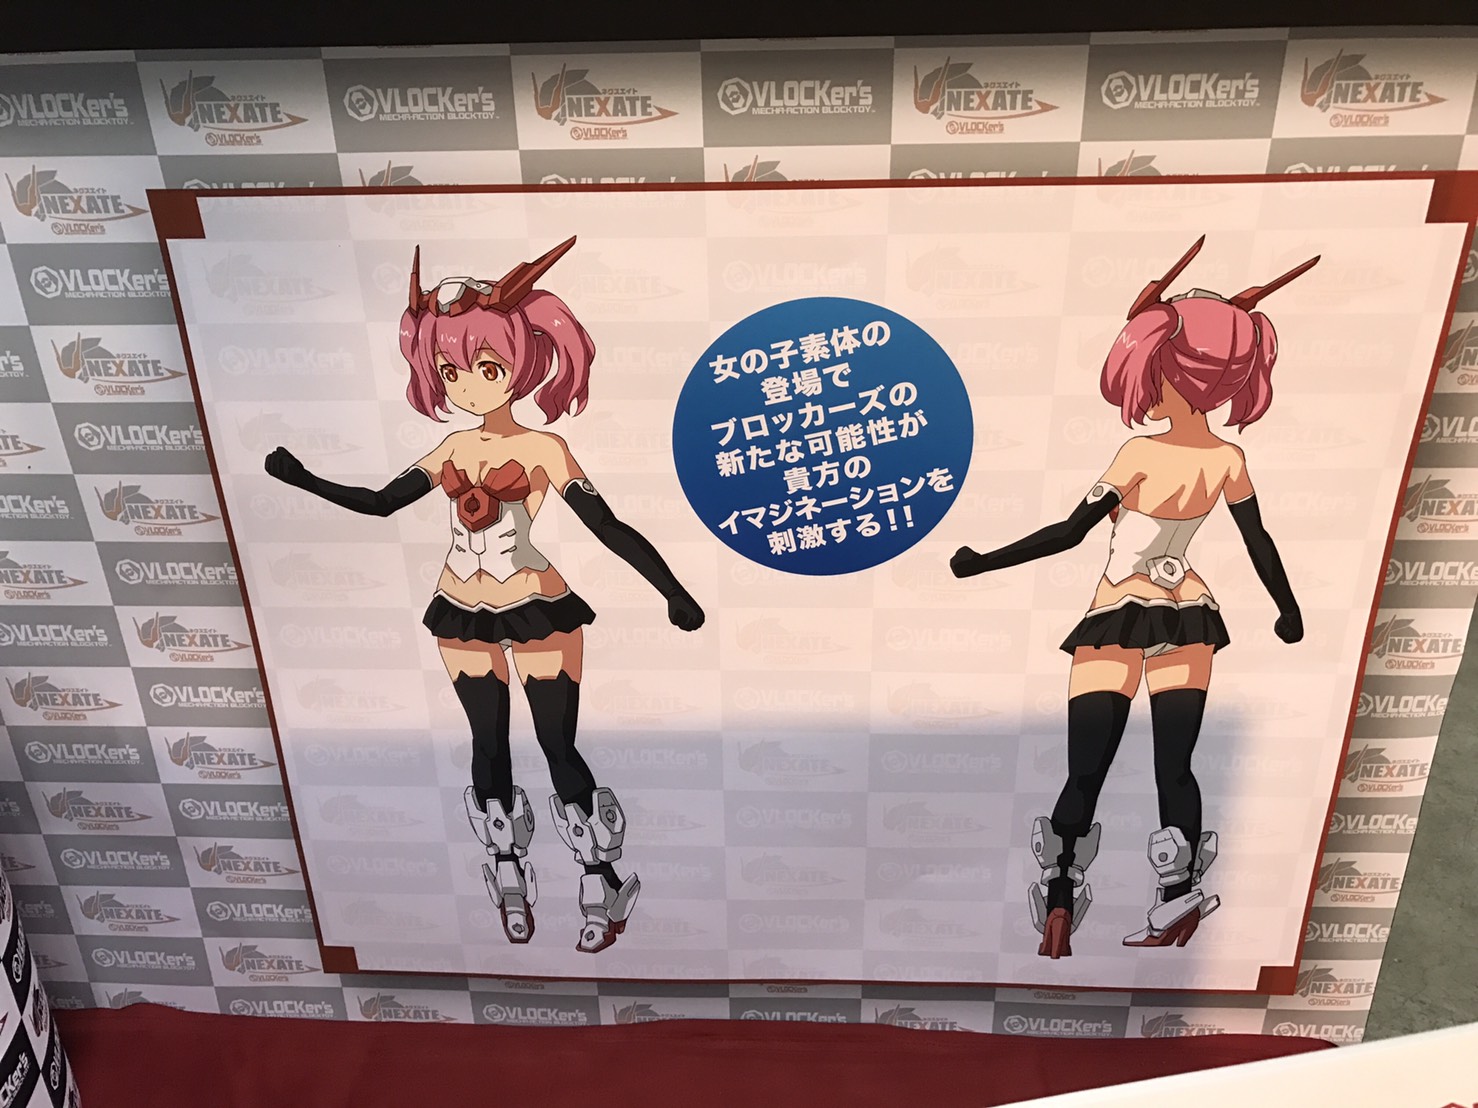 VLOCKer's
MECHA-ACTION BLOCKTOY
ネクスエイト
NEXATE
VLOCKer's
女の子素体の
登場で
ブロッカーズの
新たな可能性が
貴方の
イマジネーションを
刺激する!!